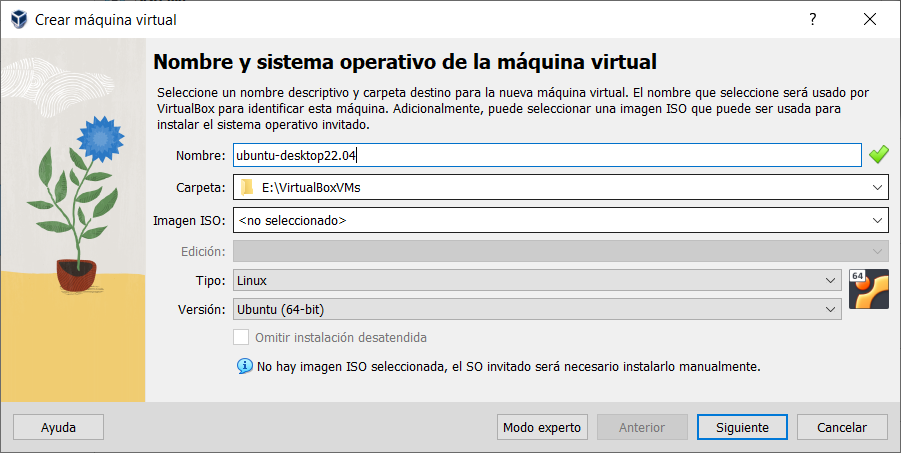 Crear máquina virtual
?
Nombre y sistema operativo de la máquina virtual
Seleccione un nombre descriptivo y carpeta destino para la nueva máquina virtual. El nombre que seleccione será usado por
VirtualBox para identificar esta máquina. Adicionalmente, puede seleccionar una imagen ISO que puede ser usada para
instalar el sistema operativo invitado.
Nombre: ubuntu-desktop22.04
Carpeta: E:\VirtualBoxVMs
Imagen ISO: <no seleccionado>
Edición:
Tipo: Linux
64
Versión: Ubuntu (64-bit)
Omitir instalación desatendida
No hay imagen ISO seleccionada, el SO invitado será necesario instalarlo manualmente.
Ayuda Modo experto Anterior Siguiente Cancelar